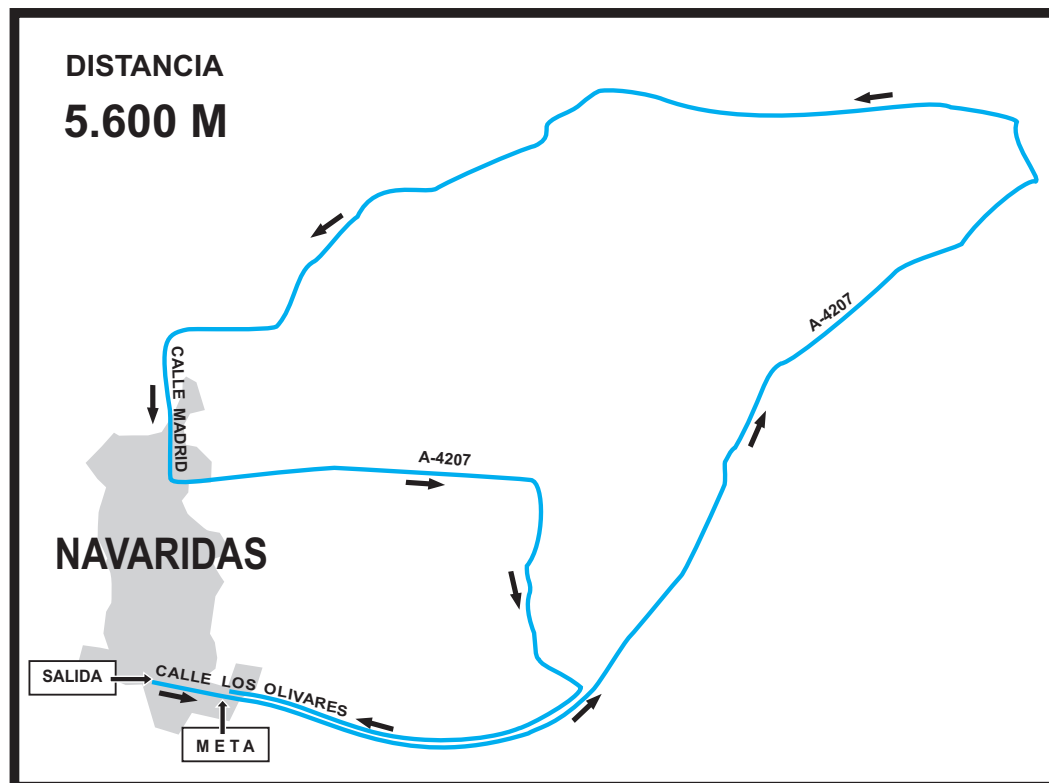 DISTANCIA
5.600 M
A-4207
CALLE MADRID
A-4207
NAVARIDAS
SALIDA
CALLE LOS OLIVARES
META